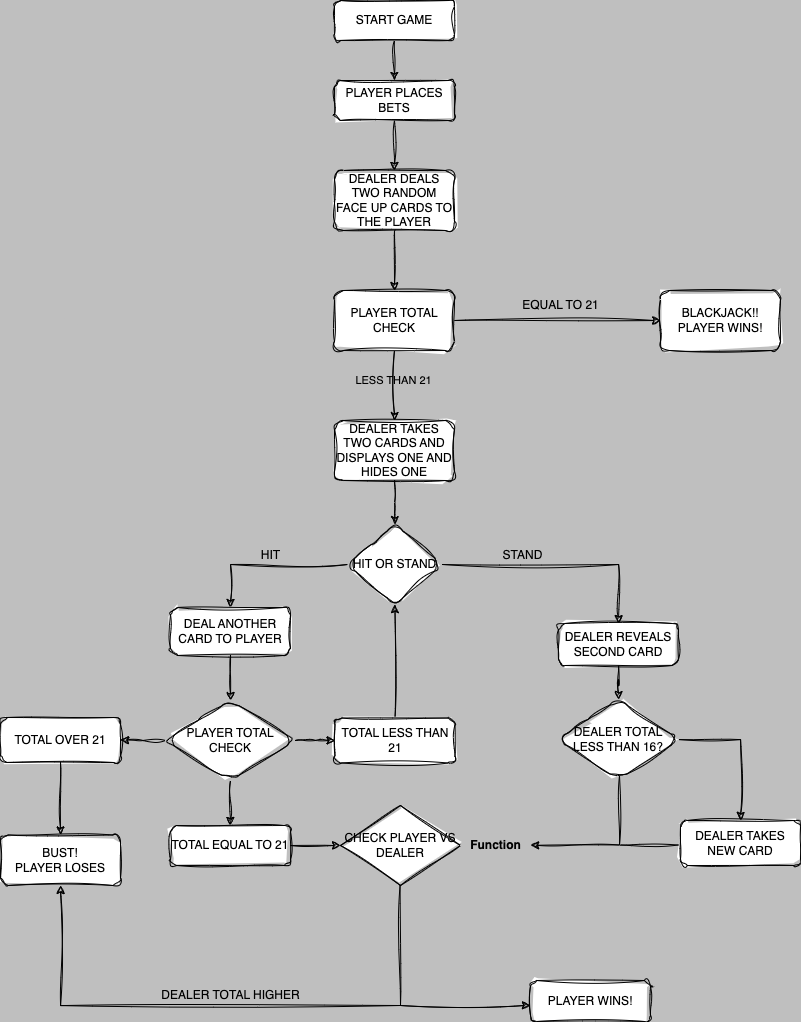 START GAME
PLAYER PLACES
BETS
DEALER DEALS
TWO RANDOM
FACE UP CARDS TO
THE PLAYER
PLAYER TOTAL
CHECK
EQUAL TO 21
BLACKJACK!!
PLAYER WINS!
LESS THAN 21
DEALER TAKES
TWO CARDS AND
DISPLAYS ONE AND
HIDES ONE
HIT
HIT OR STAND
STAND
DEAL ANOTHER
CARD TO PLAYER
DEALER REVEALS
SECOND CARD
TOTAL OVER 21
PLAYER TOTAL
CHECK
TOTAL LESS THAN
21
DEALER TOTAL
LESS THAN 16?
BUST!
PLAYER LOSES
TOTAL EQUAL TO 21
CHECK PLAYER VS
DEALER
Function
DEALER TAKES
NEW CARD
DEALER TOTAL HIGHER
PLAYER WINS!